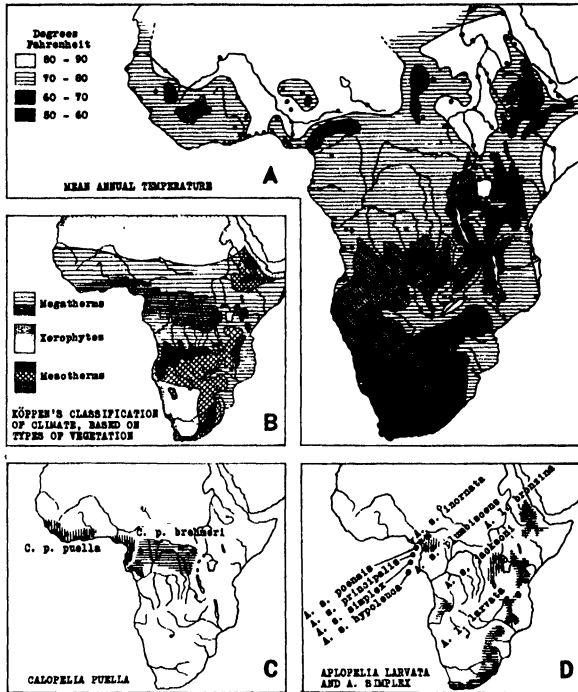 Degrees
Fahrenheit
80 - 90
70 - 80
60 - 70
50 - 60
MEAN ANNUAL TEMPERATURE
A
Megatherms
Xerophytes
Mesotherms
KÖPPEN'S CLASSIFICATION
OF CLIMATE, BASED ON
TYPES OF VEGETATION
B
C. p. brehmeri
C. p. puella
CALOPELIA PUELLA
C
A. s. inornata
A. s. plumbescens
A. l. bronzina
A. s. jacksoni
A. l. larvata
A. s. poensis
A. s. principalis
A. s. simplex
A. s. hypoleuca
APLOPELIA LARVATA
AND A. SIMPLEX
D